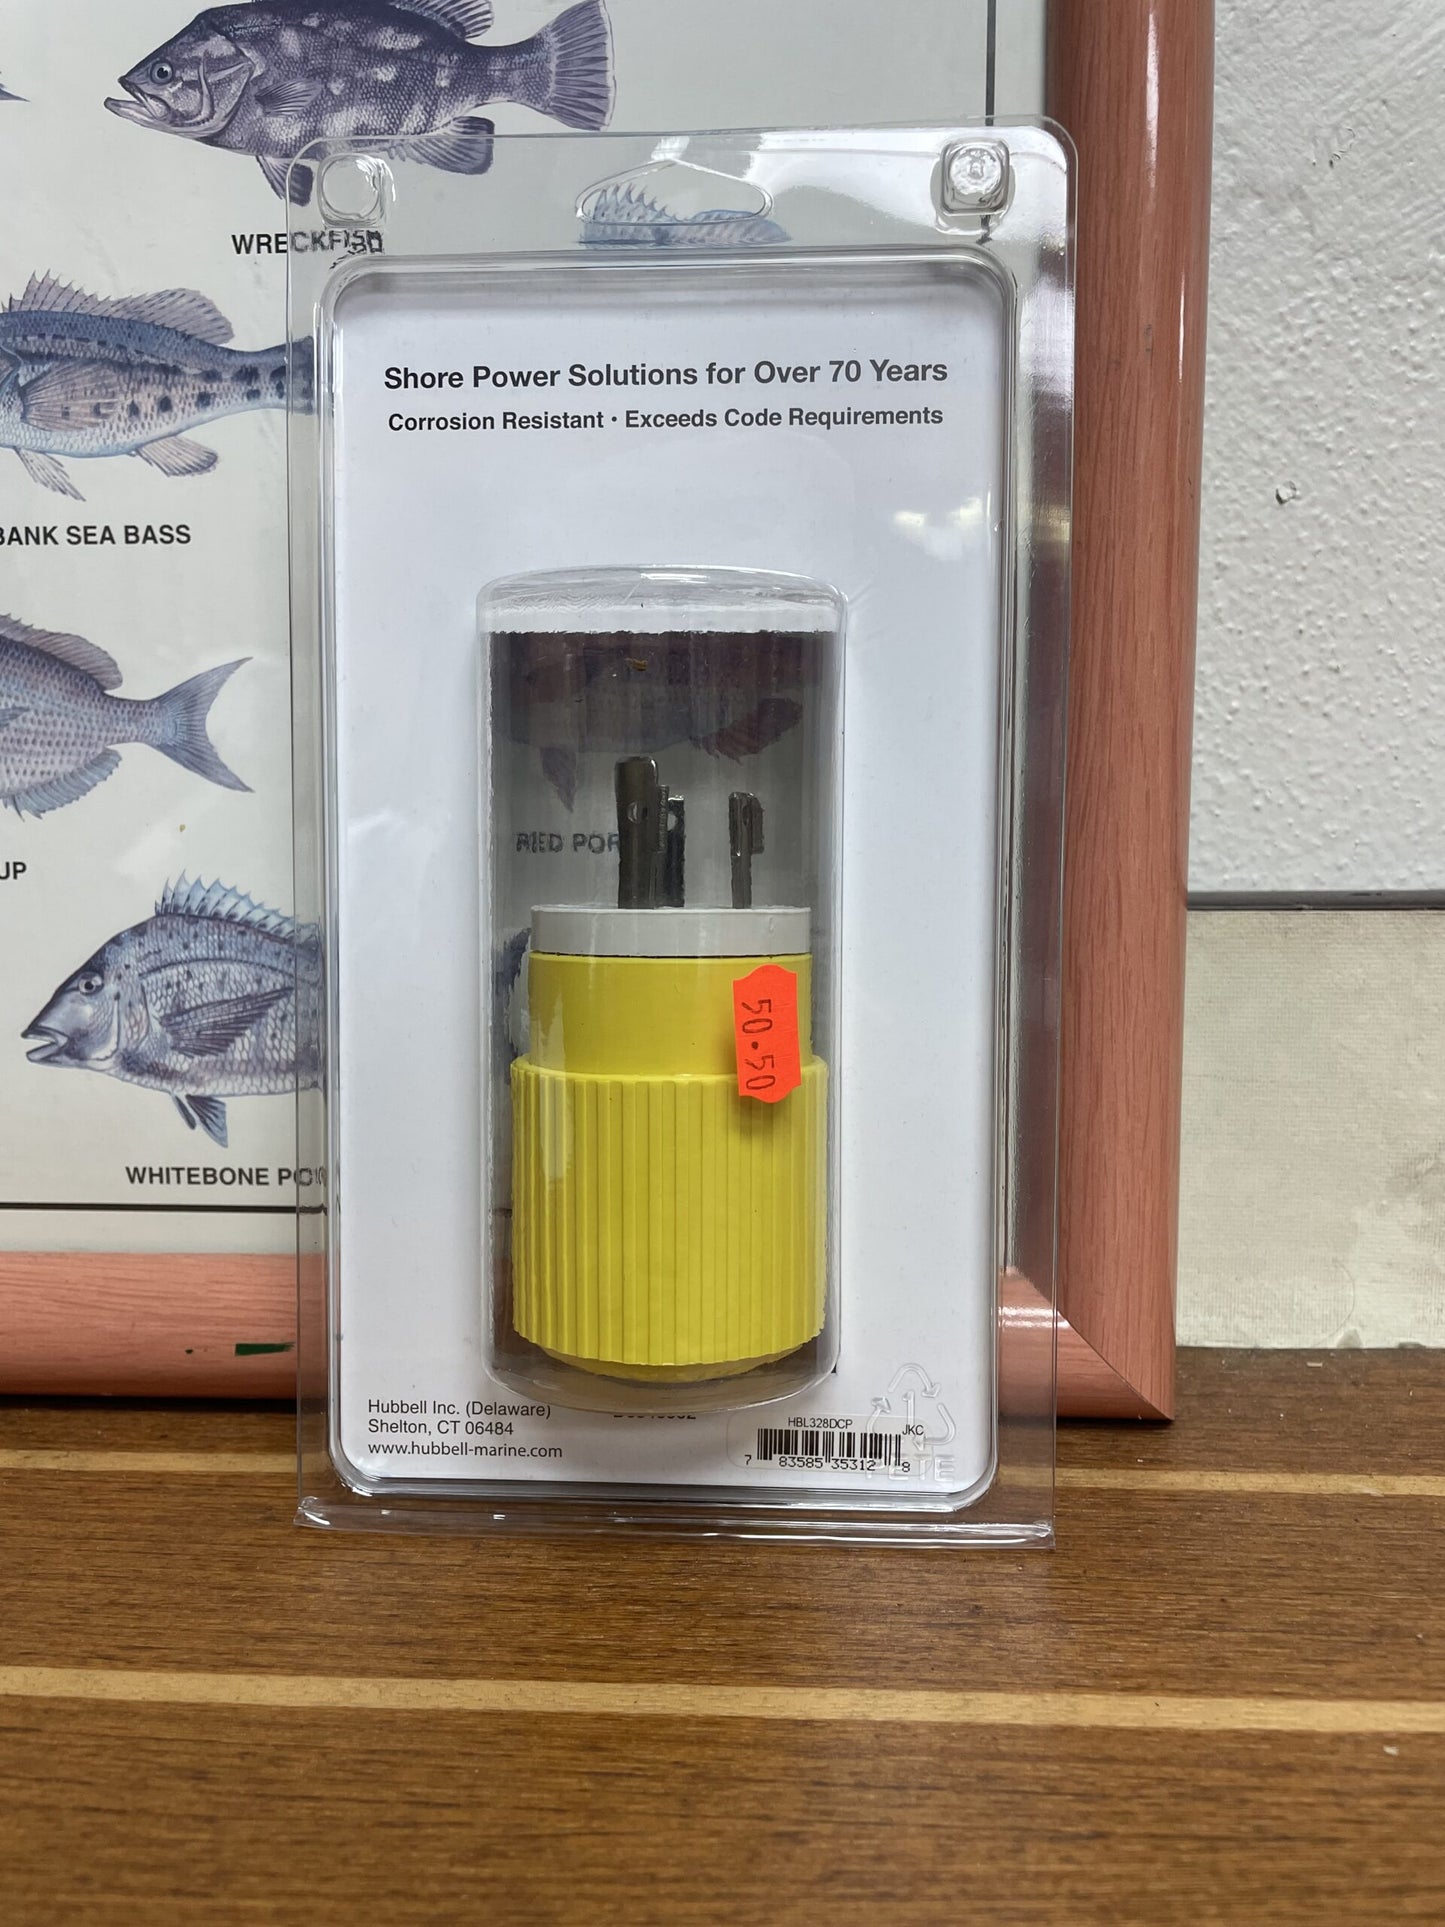 WRECKFISH
Shore Power Solutions for Over 70 Years
Corrosion Resistant • Exceeds Code Requirements
BANK SEA BASS
RIED POR
UP
50.50
WHITEBONE
Hubbell Inc. (Delaware)
Shelton, CT 06484
www.hubbell-marine.com
HBL328DCP
JKC
7 83585 35312 8
PETE
1